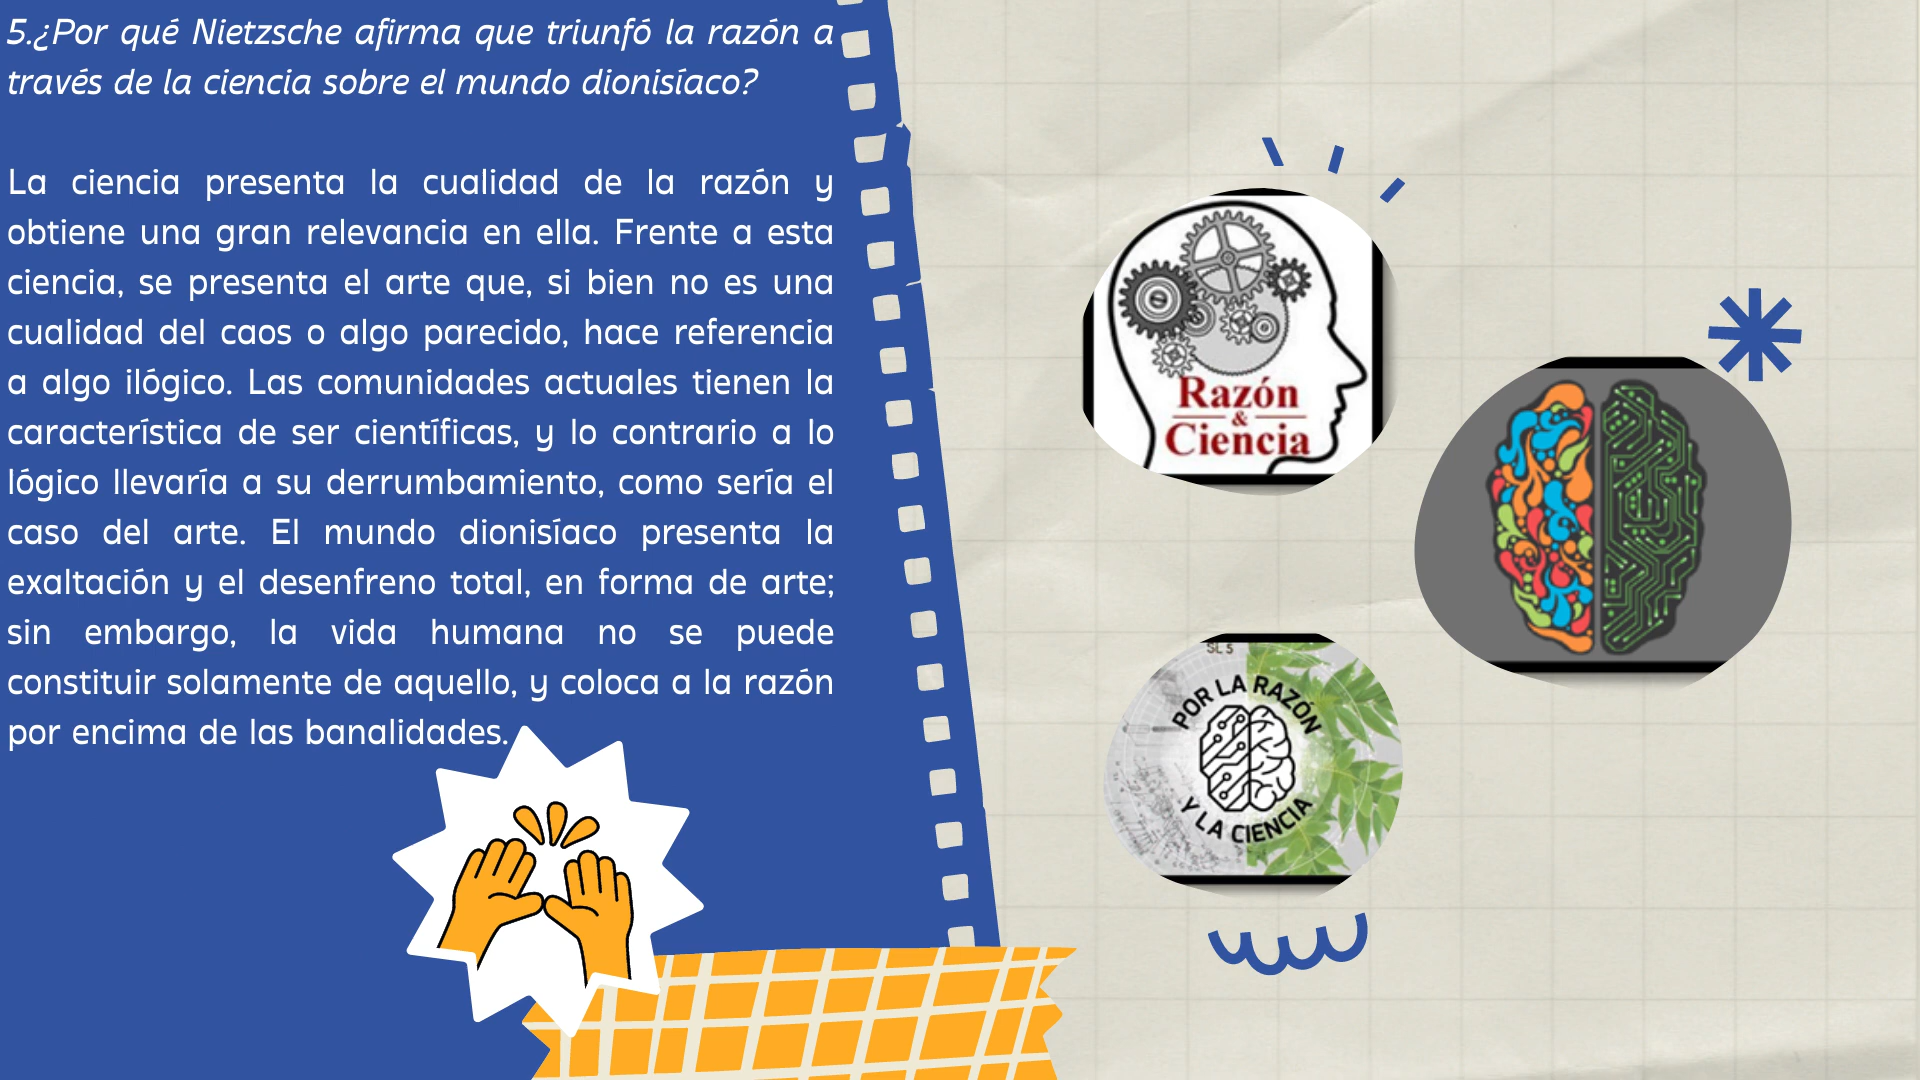 5.¿Por qué Nietzsche afirma que triunfó la razón a
través de la ciencia sobre el mundo dionisíaco?
La ciencia presenta la cualidad de la razón y
obtiene una gran relevancia en ella. Frente a esta
ciencia, se presenta el arte que, si bien no es una
cualidad del caos o algo parecido, hace referencia
a algo ilógico. Las comunidades actuales tienen la
característica de ser científicas, y lo contrario a lo
lógico llevaría a su derrumbamiento, como sería el
caso del arte. El mundo dionisíaco presenta la
exaltación y el desenfreno total, en forma de arte;
sin embargo, la vida humana no se puede
constituir solamente de aquello, y coloca a la razón
por encima de las banalidades.
Razón
&
Ciencia
SL 5
POR LA RAZÓN
Y LA CIENCIA